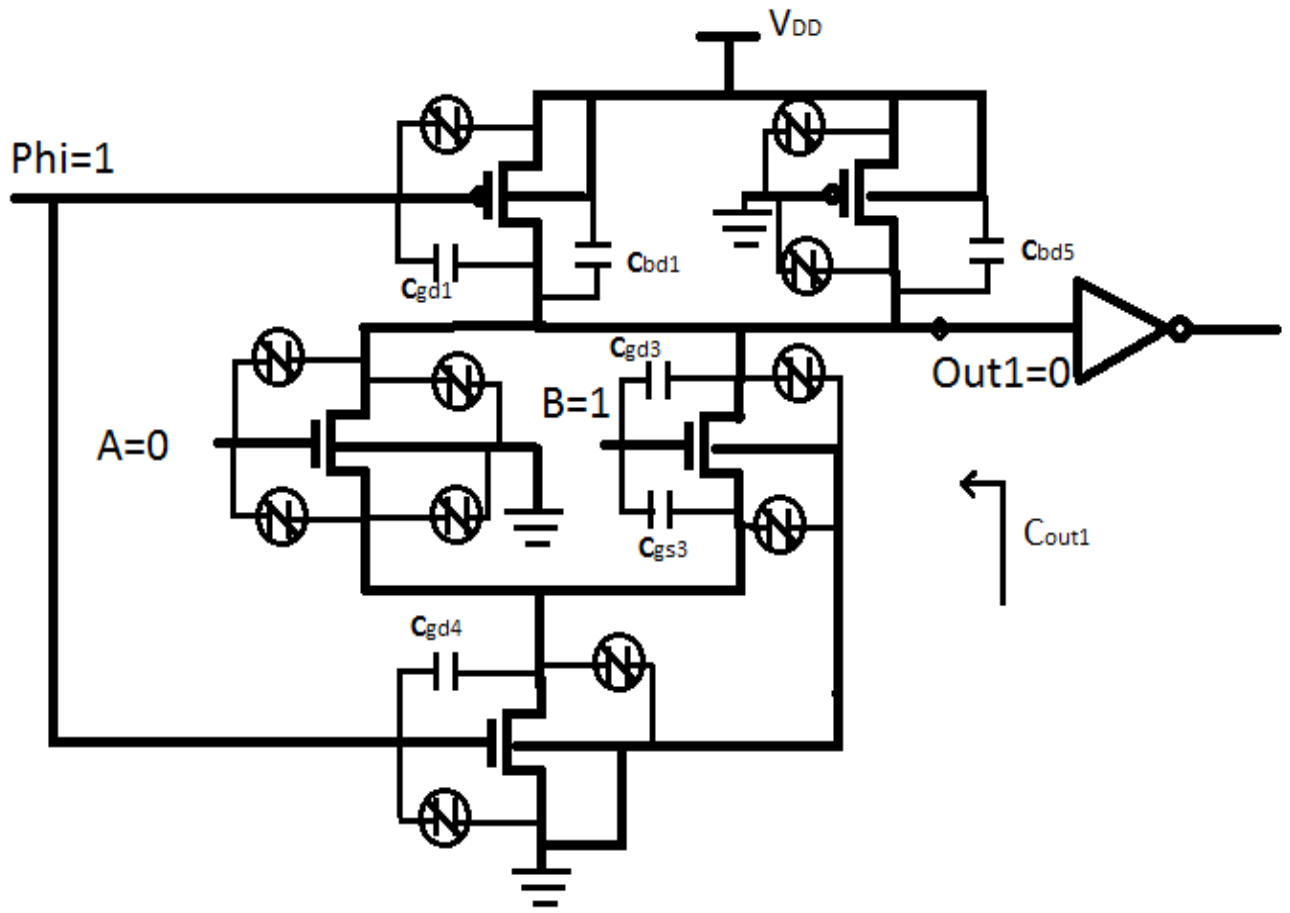 VDD
Phi=1
Cgd1
Cbd1
Cbd5
Cgd3
Out1=0
B=1
A=0
Cgs3
Cout1
Cgd4